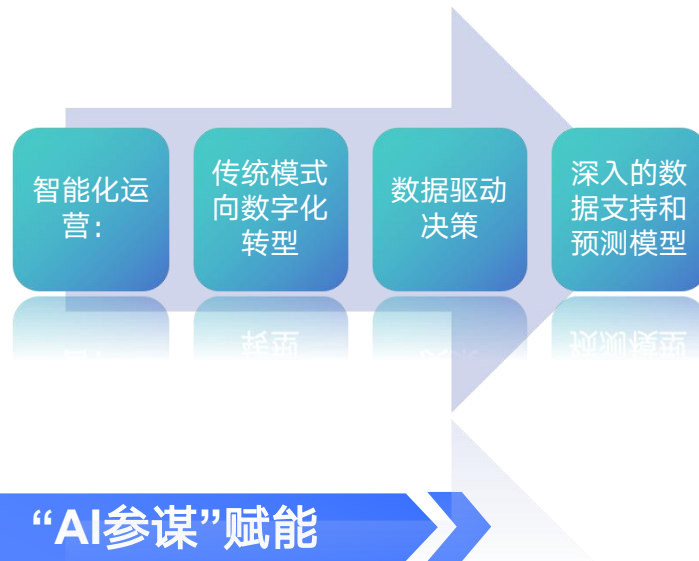 智能化运
营：
传统模式
向数字化
转型
数据驱动
决策
深入的数
据支持和
预测模型
“AI参谋”赋能